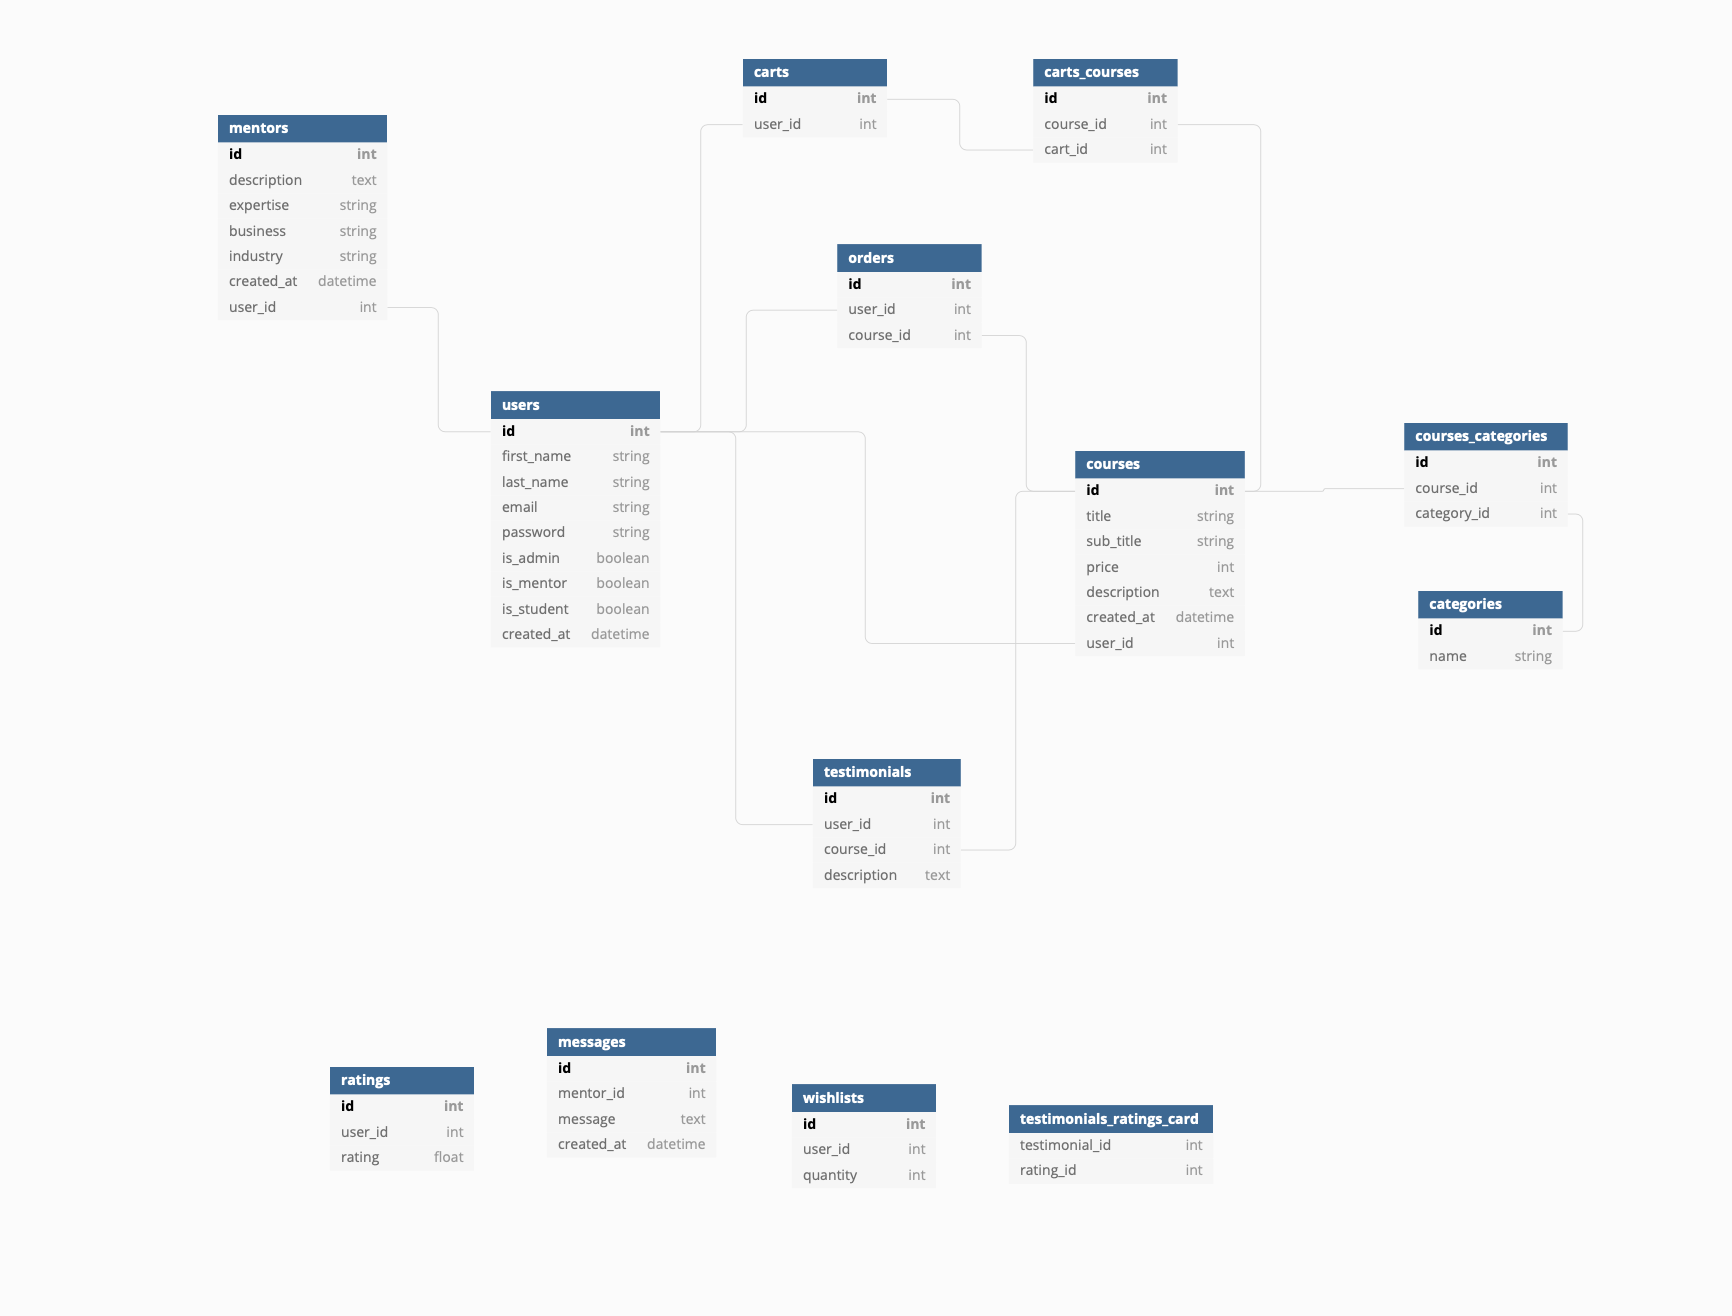 carts
id int
user_id int
carts_courses
id int
course_id int
cart_id int
mentors
id int
description text
expertise string
business string
industry string
created_at datetime
user_id int
orders
id int
user_id int
course_id int
users
id int
first_name string
last_name string
email string
password string
is_admin boolean
is_mentor boolean
is_student boolean
created_at datetime
courses
id int
title string
sub_title string
price int
description text
created_at datetime
user_id int
courses_categories
id int
course_id int
category_id int
categories
id int
name string
testimonials
id int
user_id int
course_id int
description text
ratings
id int
user_id int
rating float
messages
id int
mentor_id int
message text
created_at datetime
wishlists
id int
user_id int
quantity int
testimonials_ratings_card
testimonial_id int
rating_id int